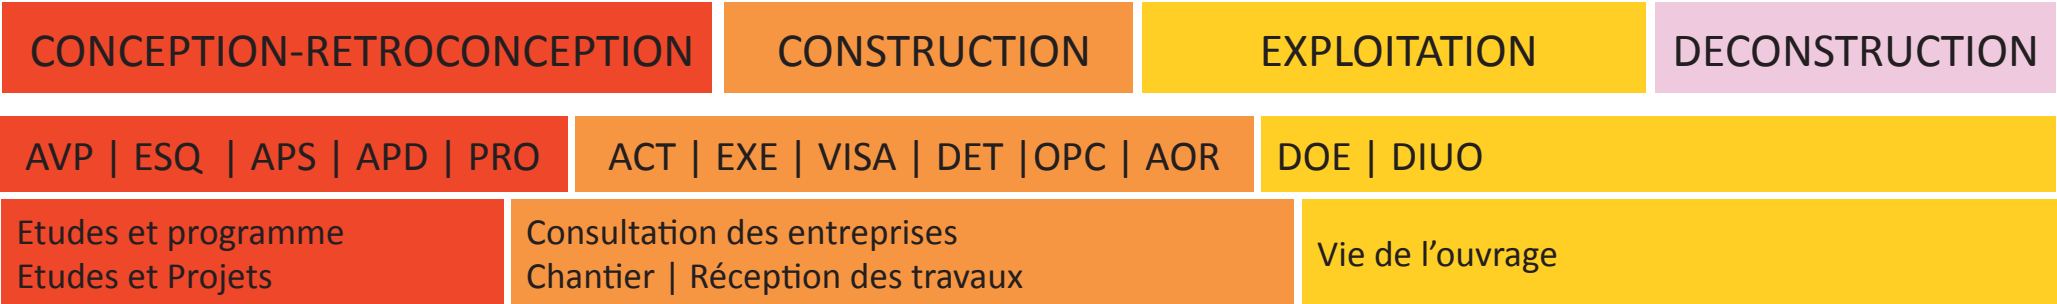 CONCEPTION-RETROCONCEPTION CONSTRUCTION EXPLOITATION DECONSTRUCTION
AVP | ESQ | APS | APD | PRO ACT | EXE | VISA | DET |OPC | AOR DOE | DIUO
Etudes et programme
Etudes et Projets
Consultation des entreprises
Chantier | Réception des travaux
Vie de l’ouvrage